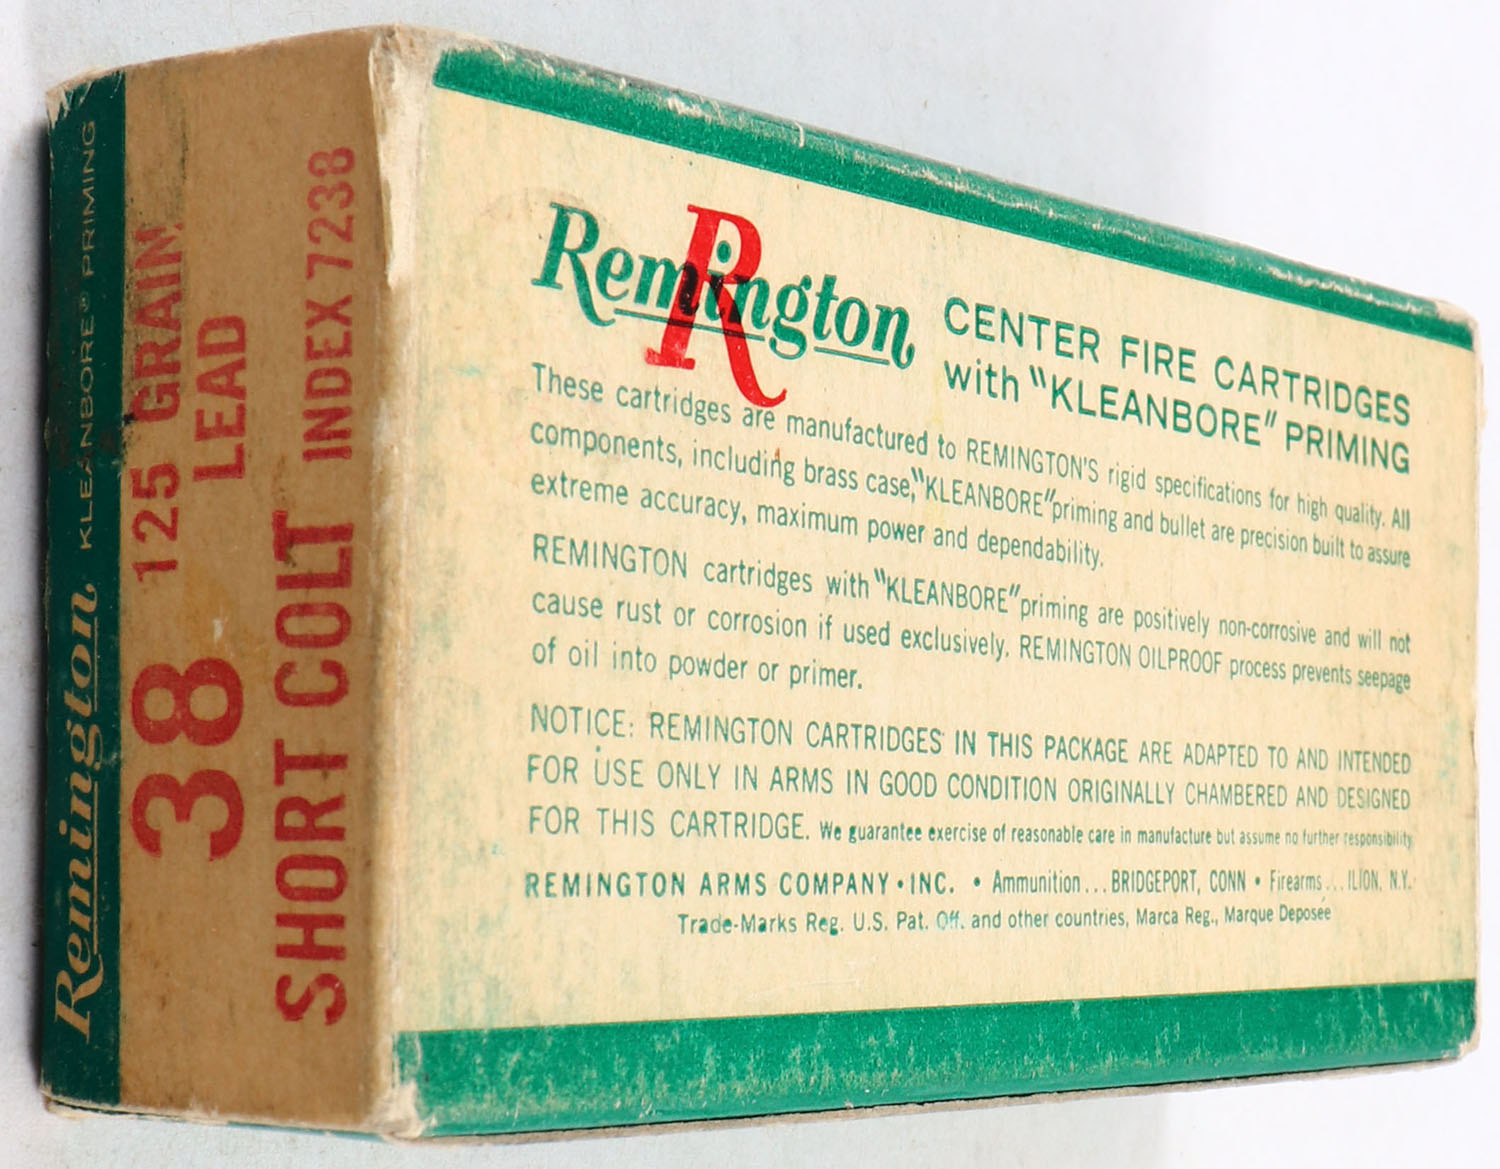 Remington KLEANBORE® PRIMING
38 125 GRAIN
LEAD
SHORT COLT INDEX 7238
Remington
R
CENTER FIRE CARTRIDGES
with "KLEANBORE" PRIMING
These cartridges are manufactured to REMINGTON'S rigid specifications for high quality. All
components, including brass case, "KLEANBORE" priming and bullet are precision built to assure
extreme accuracy, maximum power and dependability.
REMINGTON cartridges with "KLEANBORE" priming are positively non-corrosive and will not
cause rust or corrosion if used exclusively. REMINGTON OILPROOF process prevents seepage
of oil into powder or primer.
NOTICE: REMINGTON CARTRIDGES IN THIS PACKAGE ARE ADAPTED TO AND INTENDED
FOR USE ONLY IN ARMS IN GOOD CONDITION ORIGINALLY CHAMBERED AND DESIGNED
FOR THIS CARTRIDGE. We guarantee exercise of reasonable care in manufacture but assume no further responsibility
REMINGTON ARMS COMPANY • INC. • Ammunition... BRIDGEPORT, CONN • Firearms... ILION, N.Y.
Trade-Marks Reg. U.S. Pat. Off. and other countries, Marca Reg., Marque Deposée